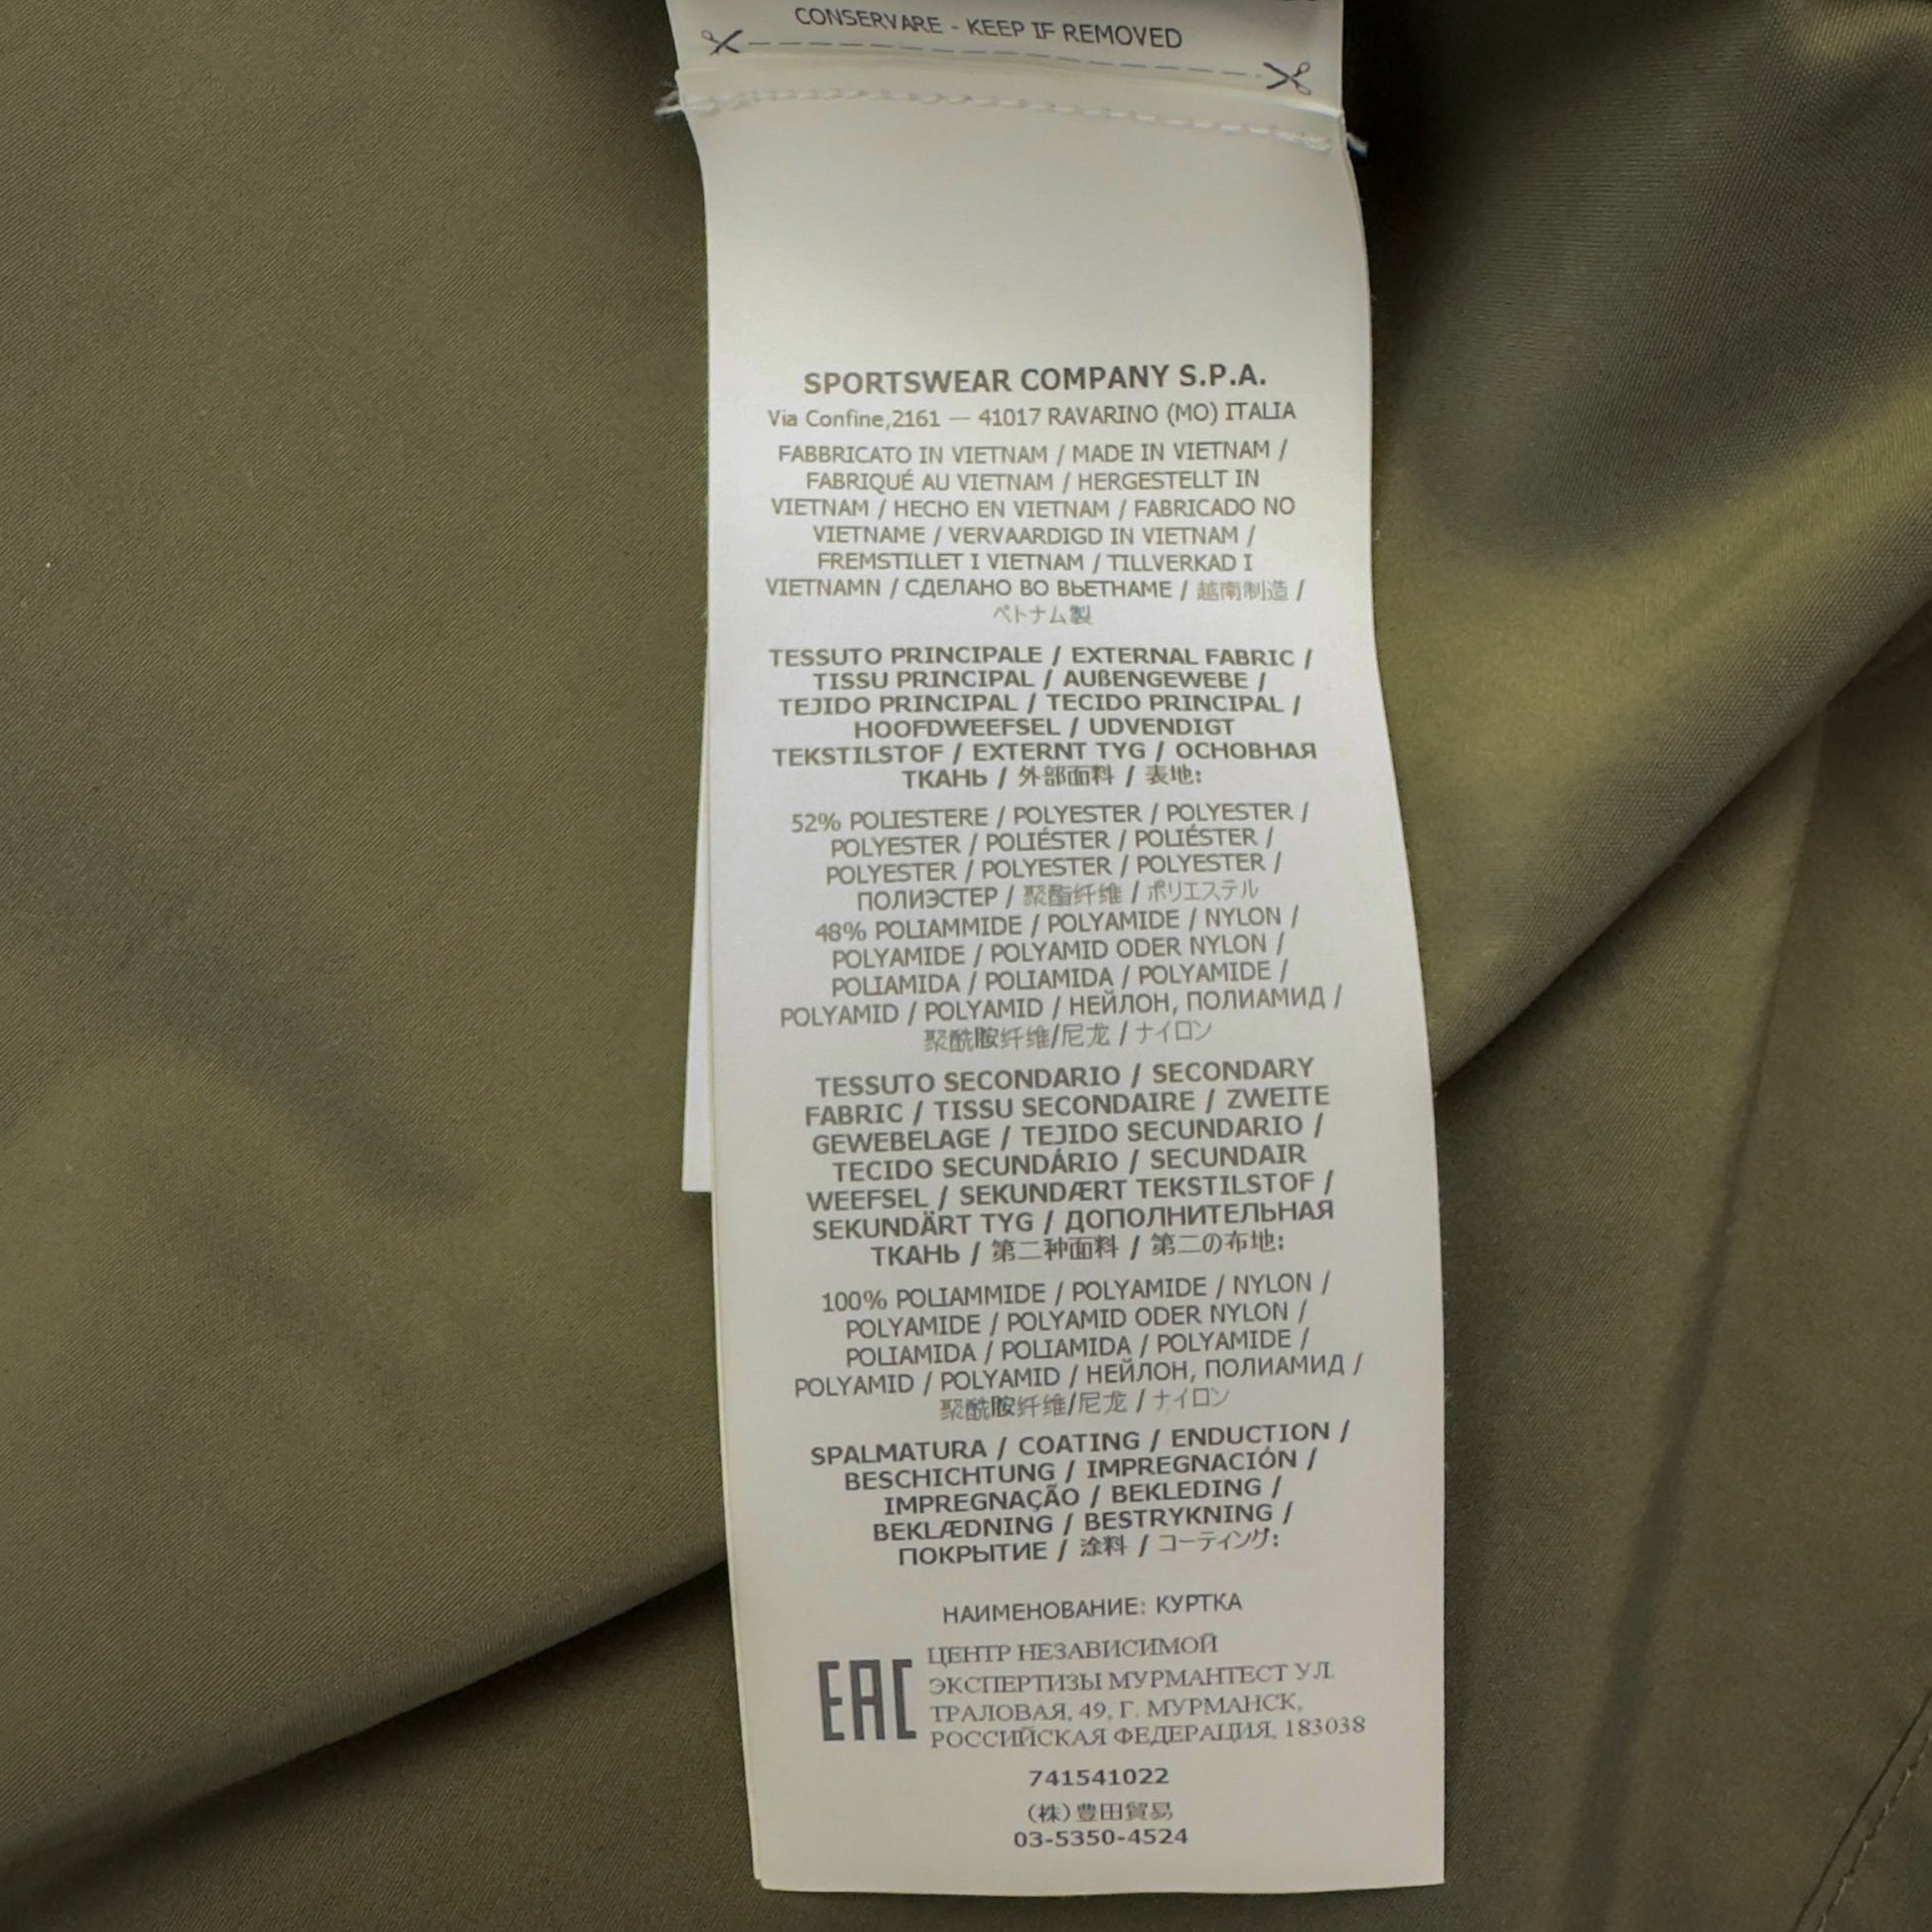 CONSERVARE - KEEP IF REMOVED
SPORTSWEAR COMPANY S.P.A.
Via Confine,2161 — 41017 RAVARINO (MO) ITALIA
FABBRICATO IN VIETNAM / MADE IN VIETNAM /
FABRIQUÉ AU VIETNAM / HERGESTELLT IN
VIETNAM / HECHO EN VIETNAM / FABRICADO NO
VIETNAME / VERVAARDIGD IN VIETNAM /
FREMSTILLET I VIETNAM / TILLVERKAD I
VIETNAMN / СДЕЛАНО ВО ВЬЕТНАМЕ / 越南制造 /
ベトナム製
TESSUTO PRINCIPALE / EXTERNAL FABRIC /
TISSU PRINCIPAL / AUßENGEWEBE /
TEJIDO PRINCIPAL / TECIDO PRINCIPAL /
HOOFDWEEFSEL / UDVENDIGT
TEKSTILSTOF / EXTERNT TYG / ОСНОВНАЯ
ТКАНЬ / 外部面料 / 表地:
52% POLIESTERE / POLYESTER / POLYESTER /
POLYESTER / POLIÉSTER / POLIÉSTER /
POLYESTER / POLYESTER / POLYESTER /
ПОЛИЭСТЕР / 聚酯纤维 / ポリエステル
48% POLIAMMIDE / POLYAMIDE / NYLON /
POLYAMIDE / POLYAMID ODER NYLON /
POLIAMIDA / POLIAMIDA / POLYAMIDE /
POLYAMID / POLYAMID / НЕЙЛОН, ПОЛИАМИД /
聚酰胺纤维/尼龙 / ナイロン
TESSUTO SECONDARIO / SECONDARY
FABRIC / TISSU SECONDAIRE / ZWEITE
GEWEBELAGE / TEJIDO SECUNDARIO /
TECIDO SECUNDÁRIO / SECUNDAIR
WEEFSEL / SEKUNDÆRT TEKSTILSTOF /
SEKUNDÄRT TYG / ДОПОЛНИТЕЛЬНАЯ
ТКАНЬ / 第二种面料 / 第二の布地:
100% POLIAMMIDE / POLYAMIDE / NYLON /
POLYAMIDE / POLYAMID ODER NYLON /
POLIAMIDA / POLIAMIDA / POLYAMIDE /
POLYAMID / POLYAMID / НЕЙЛОН, ПОЛИАМИД /
聚酰胺纤维/尼龙 / ナイロン
SPALMATURA / COATING / ENDUCTION /
BESCHICHTUNG / IMPREGNACIÓN /
IMPREGNAÇÃO / BEKLEDING /
BEKLÆDNING / BESTRYKNING /
ПОКРЫТИЕ / 涂料 / コーティング:
НАИМЕНОВАНИЕ: КУРТКА
EAC
ЦЕНТР НЕЗАВИСИМОЙ
ЭКСПЕРТИЗЫ МУРМАНТЕСТ УЛ.
ТРАЛОВАЯ, 49, Г. МУРМАНСК,
РОССИЙСКАЯ ФЕДЕРАЦИЯ, 183038
741541022
(株)豊田貿易
03-5350-4524